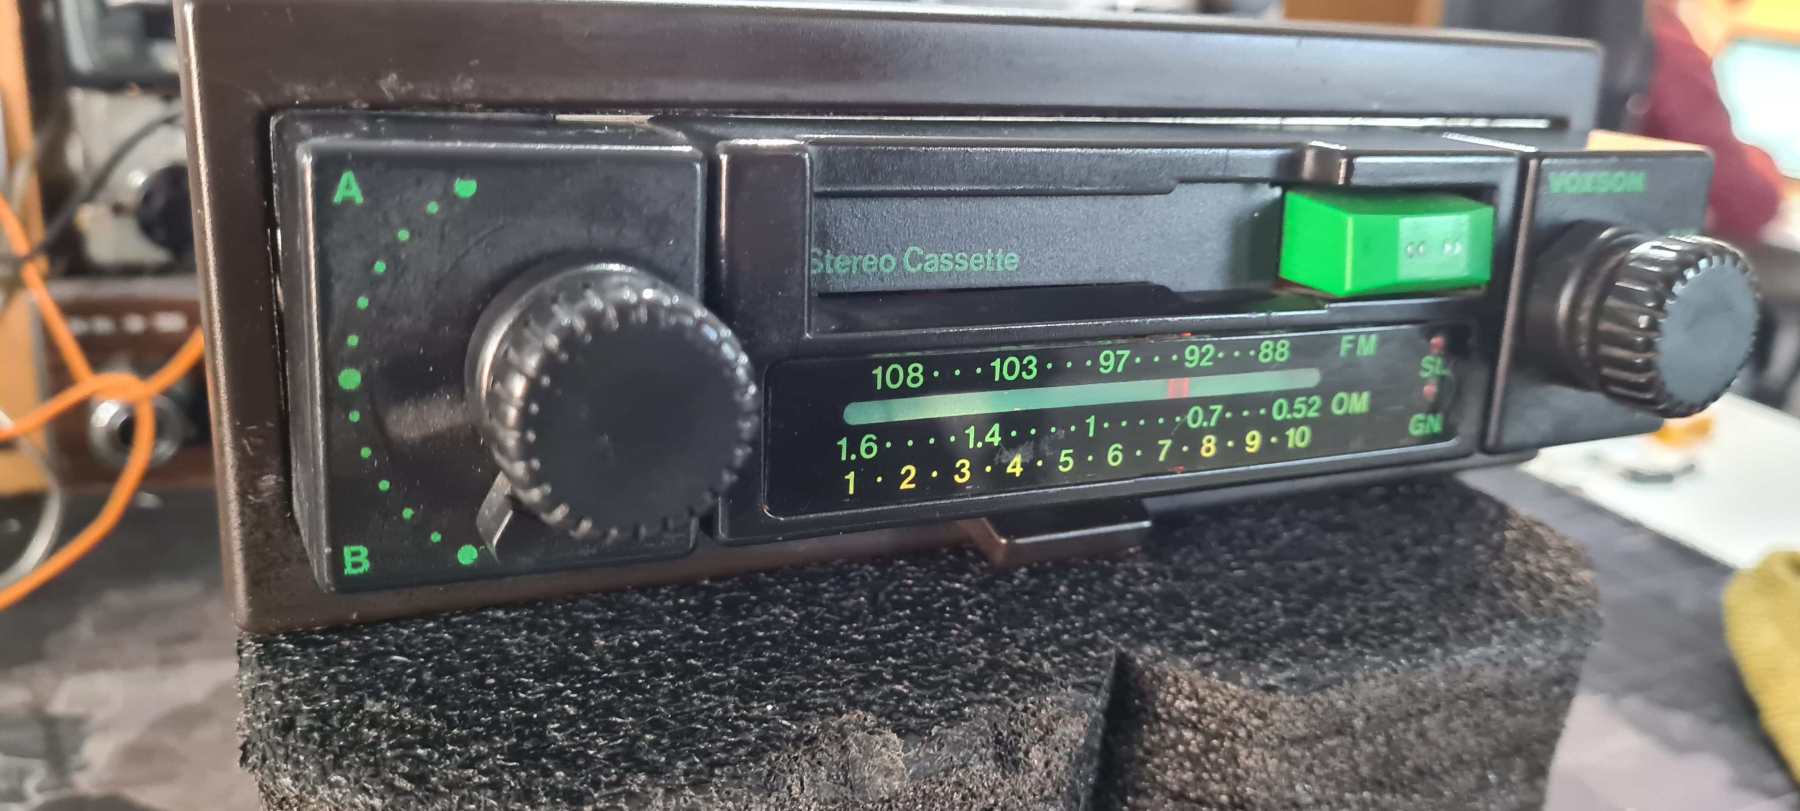 A
VOXSON
Stereo Cassette
<< >>
108 · · · 103 · · · 97 · · · 92 · · · 88 FM
ST
1.6 · · · · 1.4 · · · · 1 · · · · · 0.7 · · · 0.52 OM
GN
1 · 2 · 3 · 4 · 5 · 6 · 7 · 8 · 9 · 10
B